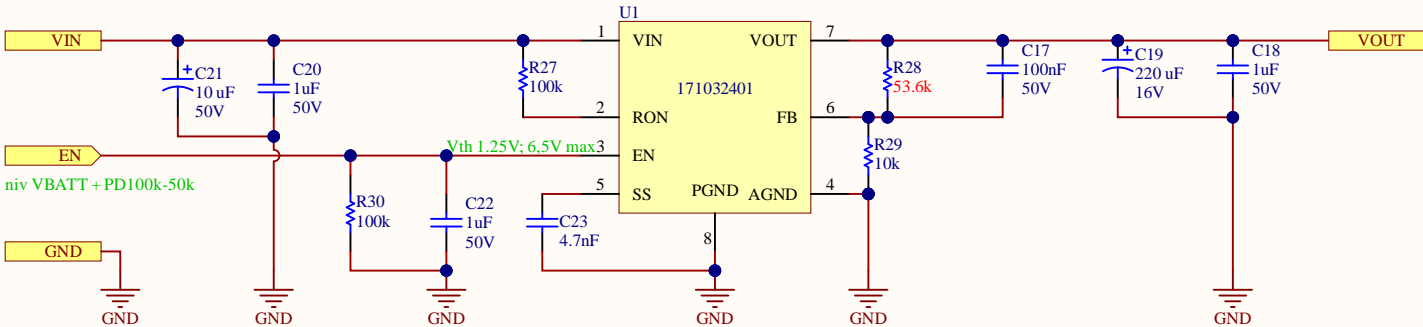 U1
VIN
1
VIN
VOUT
7
VOUT
C21
10 uF
50V
+
C20
1uF
50V
R27
100k
171032401
R28
53.6k
C17
100nF
50V
+
C19
220 uF
16V
C18
1uF
50V
2
RON
FB
6
EN
Vth 1.25V; 6,5V max
3
EN
R29
10k
niv VBATT + PD100k-50k
5
SS
PGND
AGND
4
R30
100k
C22
1uF
50V
C23
4.7nF
8
GND
GND
GND
GND
GND
GND
GND